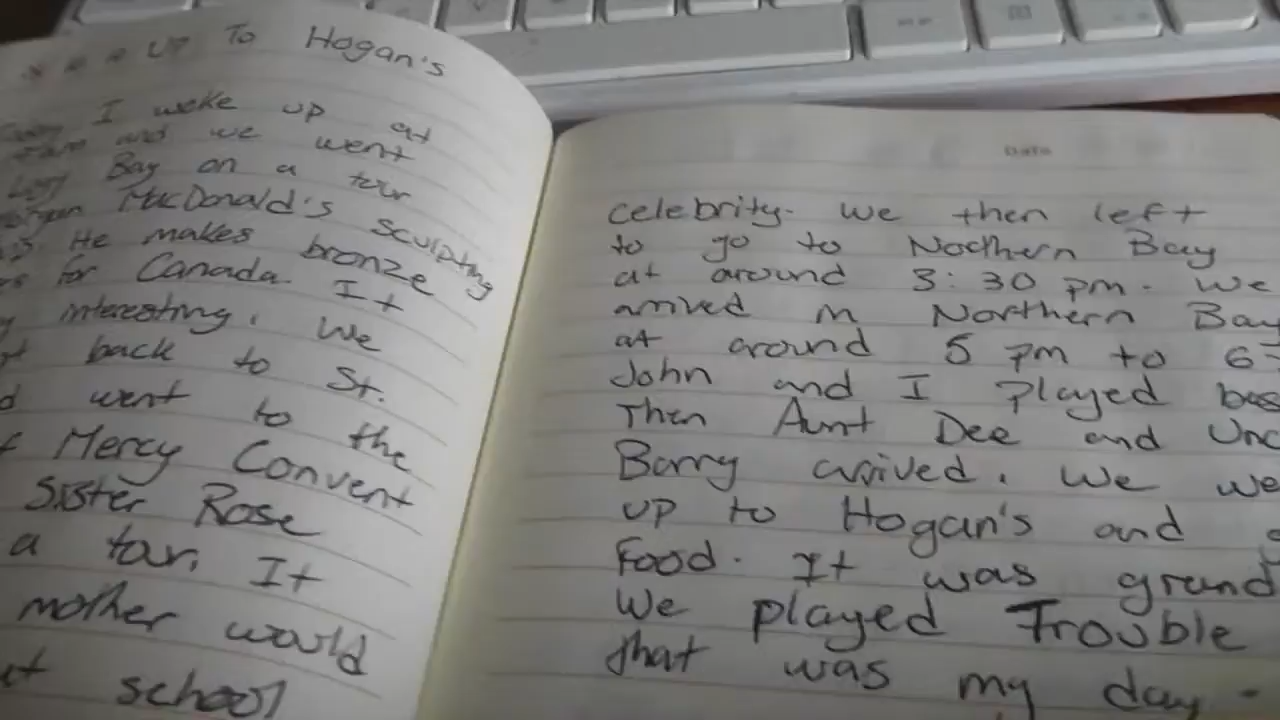 UP To Hogan's
I woke up at
and we went
Bay on a tour
MacDonald's Sculpting
He makes bronze
for Canada. It
interesting. We
back to St.
went to the
Mercy Convent
Sister Rose
a tour. It
mother would
school
Date
celebrity. We then left
to go to Northern Bay
at around 3:30 pm. We
arrived in Northern Bay
at around 5 pm to 6
John and I played
Then Aunt Dee and
Barry arrived. We
up to Hogan's and
Food. It was grand
We played Trouble
that was my day.